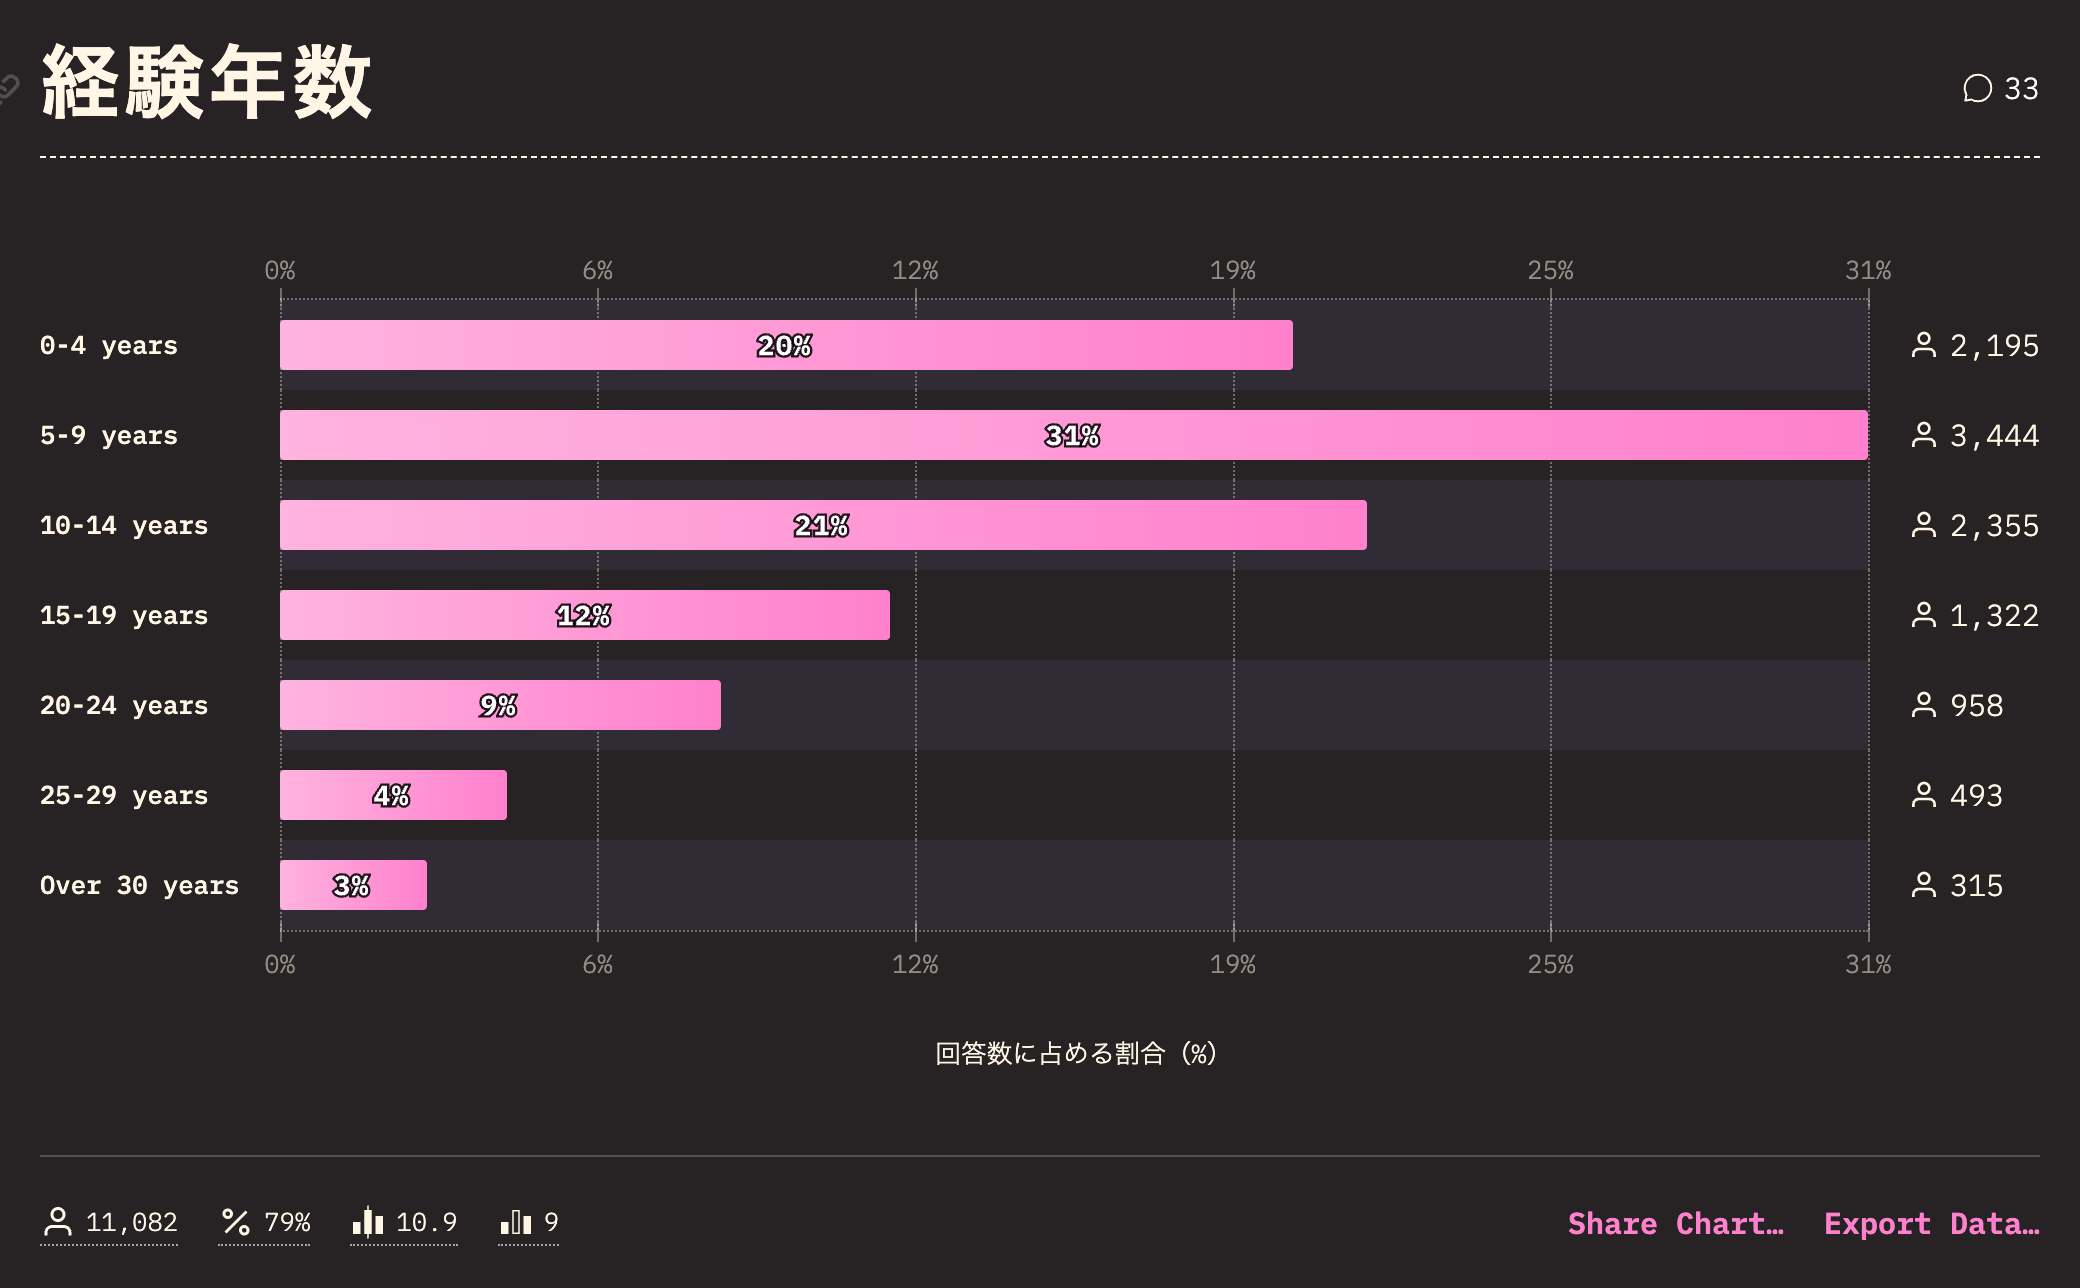 経験年数
33
0% 6% 12% 19% 25% 31%
0-4 years 20% 2,195
5-9 years 31% 3,444
10-14 years 21% 2,355
15-19 years 12% 1,322
20-24 years 9% 958
25-29 years 4% 493
Over 30 years 3% 315
0% 6% 12% 19% 25% 31%
回答数に占める割合 (%)
11,082 79% 10.9 9 Share Chart… Export Data…